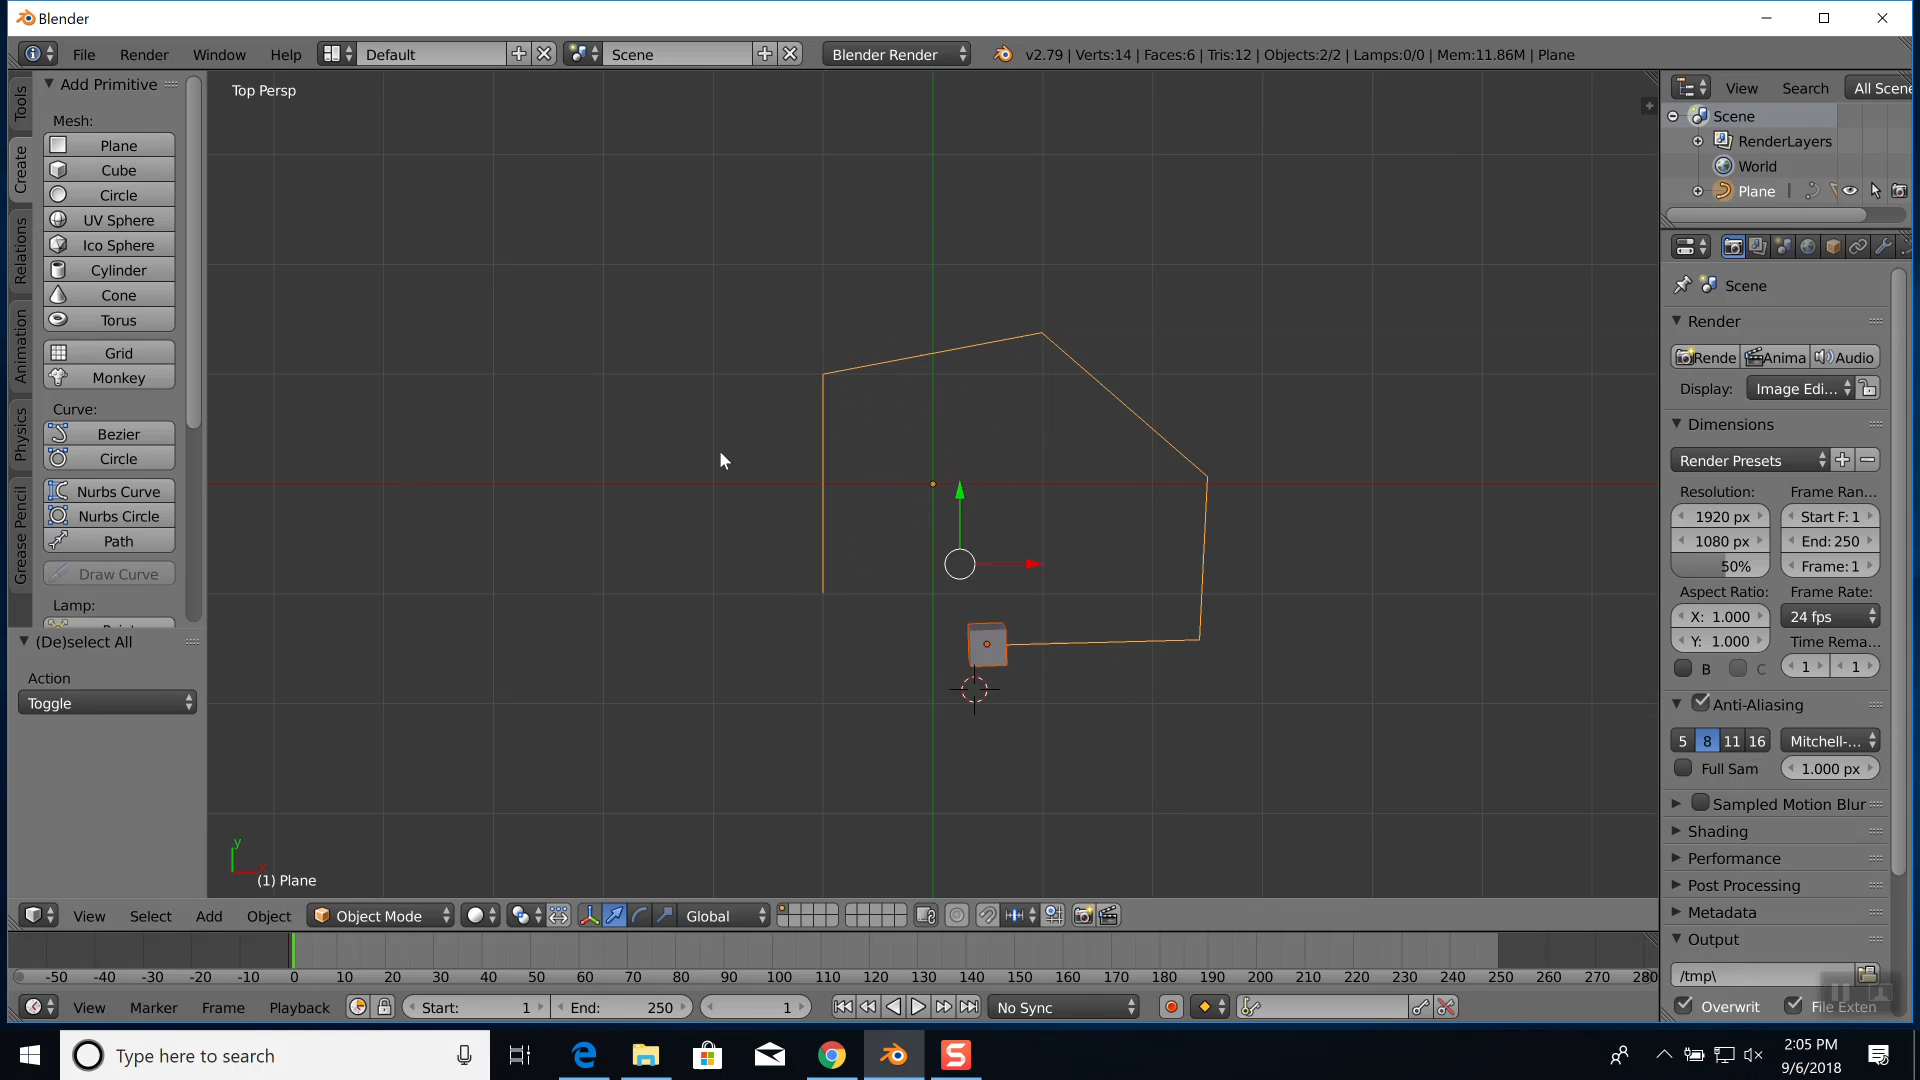 Blender
File Render Window Help Default Scene Blender Render v2.79 | Verts:14 | Faces:6 | Tris:12 | Objects:2/2 | Lamps:0/0 | Mem:11.86M | Plane
Tools
Create
Relations
Animation
Physics
Grease Pencil
Add Primitive
Mesh:
Plane
Cube
Circle
UV Sphere
Ico Sphere
Cylinder
Cone
Torus
Grid
Monkey
Curve:
Bezier
Circle
Nurbs Curve
Nurbs Circle
Path
Draw Curve
Lamp:
(De)select All
Action
Toggle
Top Persp
y
x
(1) Plane
View Search All Scene
Scene
RenderLayers
World
Plane
Scene
Render
Rende Anima Audio
Display: Image Edi...
Dimensions
Render Presets
Resolution: Frame Ran...
1920 px Start F: 1
1080 px End: 250
50% Frame: 1
Aspect Ratio: Frame Rate:
X: 1.000 24 fps
Y: 1.000 Time Rema...
B C 1 1
Anti-Aliasing
5 8 11 16 Mitchell-...
Full Sam 1.000 px
Sampled Motion Blur
Shading
Performance
Post Processing
Metadata
Output
/tmp\
Overwrit File Exten
View Select Add Object Object Mode Global
-50 -40 -30 -20 -10 0 10 20 30 40 50 60 70 80 90 100 110 120 130 140 150 160 170 180 190 200 210 220 230 240 250 260 270 280
View Marker Frame Playback Start: 1 End: 250 1 No Sync
Type here to search
2:05 PM
9/6/2018